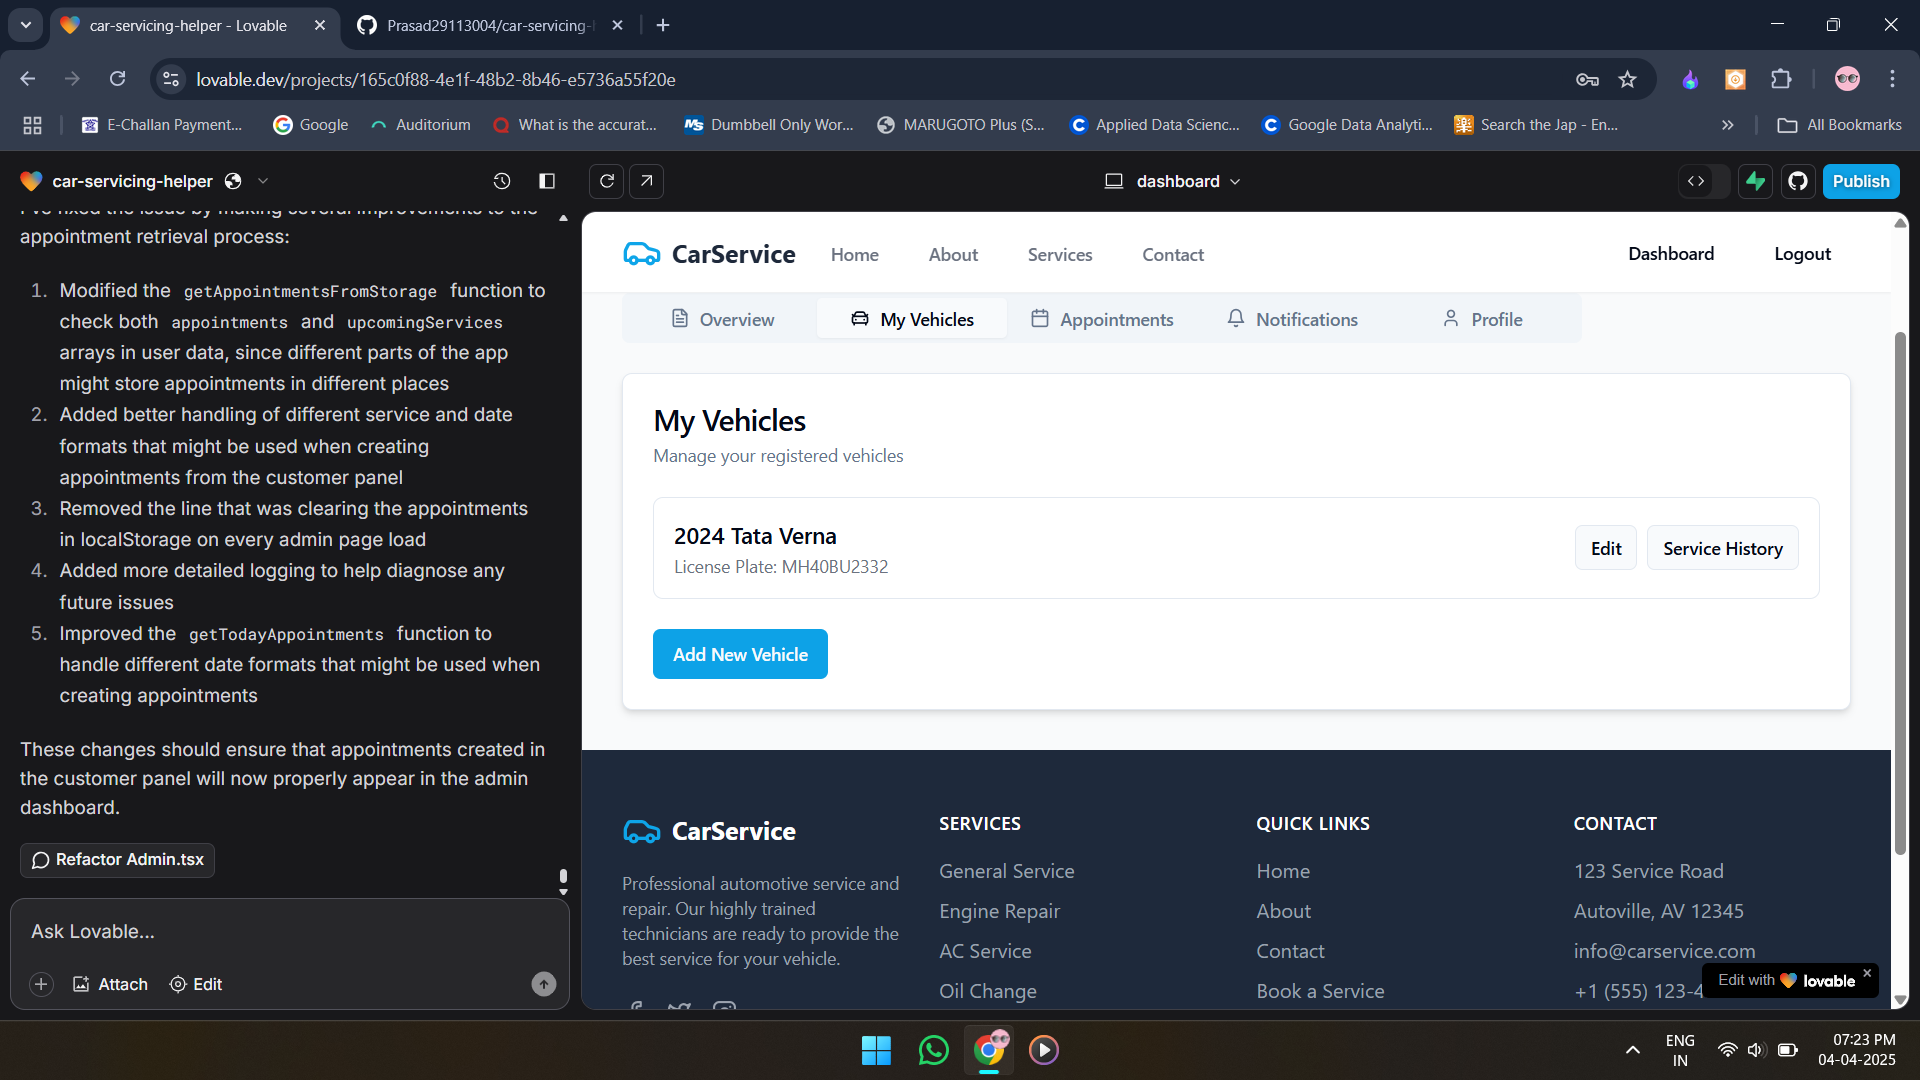 car-servicing-helper - Lovable
Prasad29113004/car-servicing-
lovable.dev/projects/165c0f88-4e1f-48b2-8b46-e5736a55f20e
E-Challan Payment...
Google
Auditorium
What is the accurat...
Dumbbell Only Wor...
MARUGOTO Plus (S...
Applied Data Scienc...
Google Data Analyti...
Search the Jap - En...
All Bookmarks
car-servicing-helper
dashboard
Publish
I've fixed the issue by making several improvements to the
appointment retrieval process:
1. Modified the getAppointmentsFromStorage function to
check both appointments and upcomingServices
arrays in user data, since different parts of the app
might store appointments in different places
2. Added better handling of different service and date
formats that might be used when creating
appointments from the customer panel
3. Removed the line that was clearing the appointments
in localStorage on every admin page load
4. Added more detailed logging to help diagnose any
future issues
5. Improved the getTodayAppointments function to
handle different date formats that might be used when
creating appointments
These changes should ensure that appointments created in
the customer panel will now properly appear in the admin
dashboard.
Refactor Admin.tsx
Ask Lovable...
Attach
Edit
CarService
Home
About
Services
Contact
Dashboard
Logout
Overview
My Vehicles
Appointments
Notifications
Profile
My Vehicles
Manage your registered vehicles
2024 Tata Verna
License Plate: MH40BU2332
Edit
Service History
Add New Vehicle
CarService
Professional automotive service and
repair. Our highly trained
technicians are ready to provide the
best service for your vehicle.
SERVICES
General Service
Engine Repair
AC Service
Oil Change
QUICK LINKS
Home
About
Contact
Book a Service
CONTACT
123 Service Road
Autoville, AV 12345
info@carservice.com
+1 (555) 123-4
Edit with lovable
ENG
IN
07:23 PM
04-04-2025